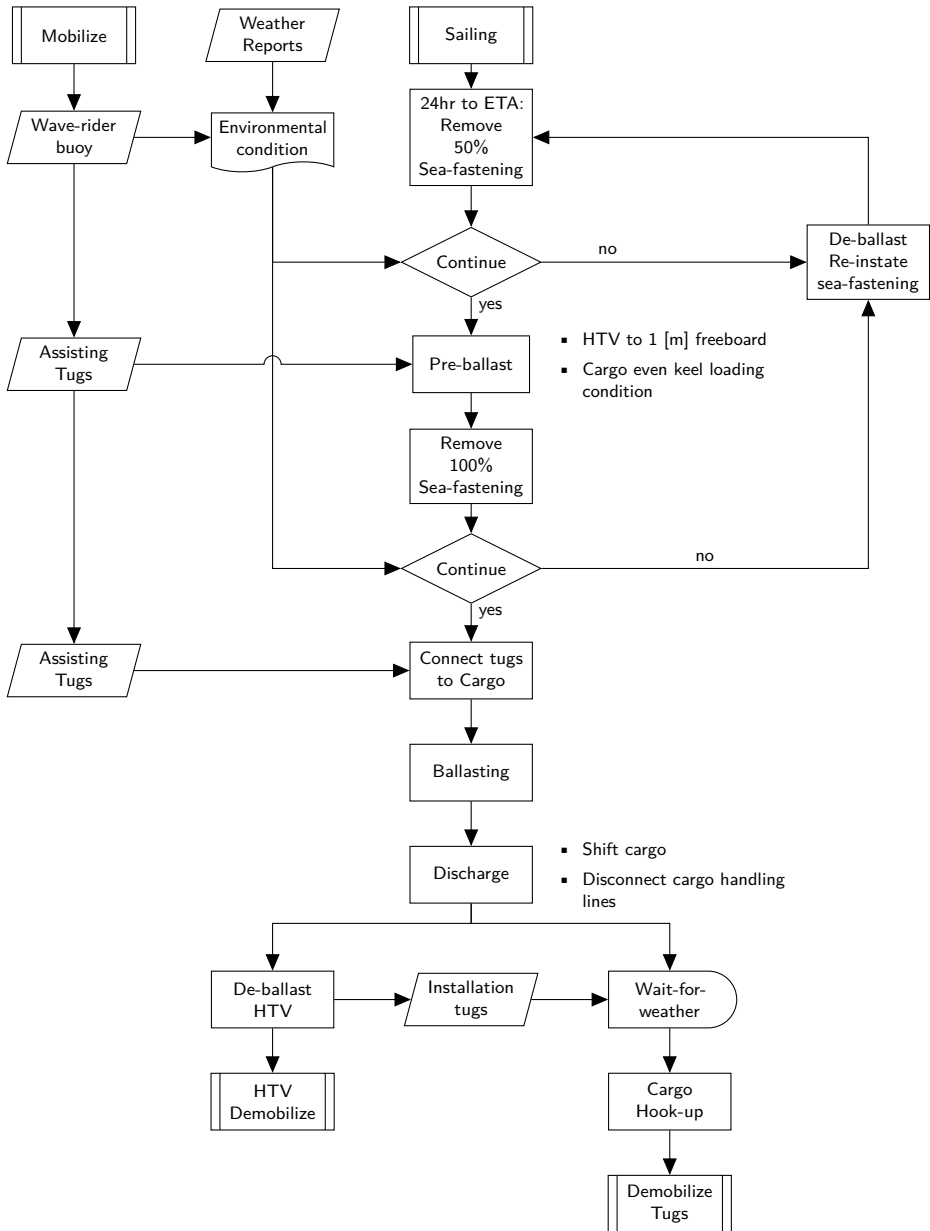 Mobilize
Weather
Reports
Sailing
Wave-rider
buoy
Environmental
condition
24hr to ETA:
Remove
50%
Sea-fastening
Continue
no
De-ballast
Re-instate
sea-fastening
yes
Assisting
Tugs
Pre-ballast
▪ HTV to 1 [m] freeboard
▪ Cargo even keel loading
condition
Remove
100%
Sea-fastening
Continue
no
yes
Assisting
Tugs
Connect tugs
to Cargo
Ballasting
Discharge
▪ Shift cargo
▪ Disconnect cargo handling
lines
De-ballast
HTV
Installation
tugs
Wait-for-
weather
HTV
Demobilize
Cargo
Hook-up
Demobilize
Tugs